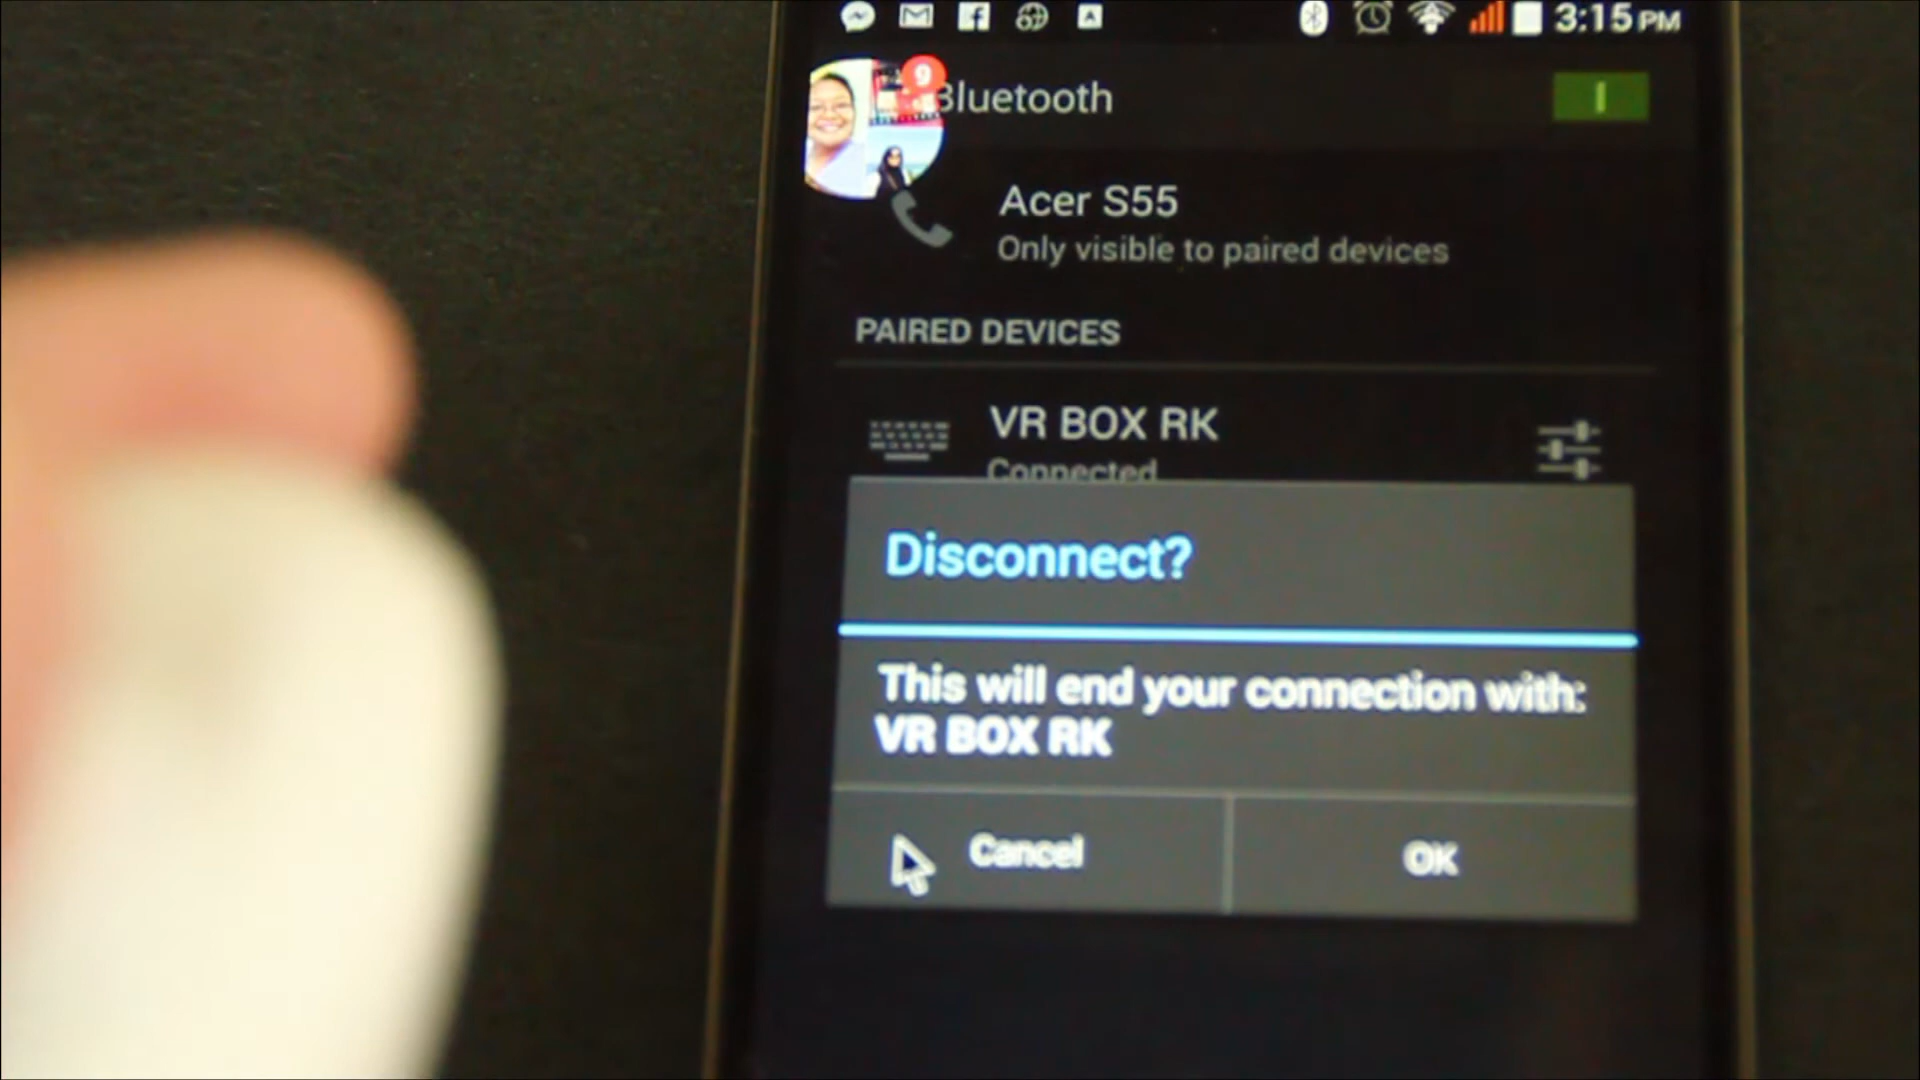 3:15 PM
9
Bluetooth
Acer S55
Only visible to paired devices
PAIRED DEVICES
VR BOX RK
Connected
Disconnect?
This will end your connection with:
VR BOX RK
Cancel
OK